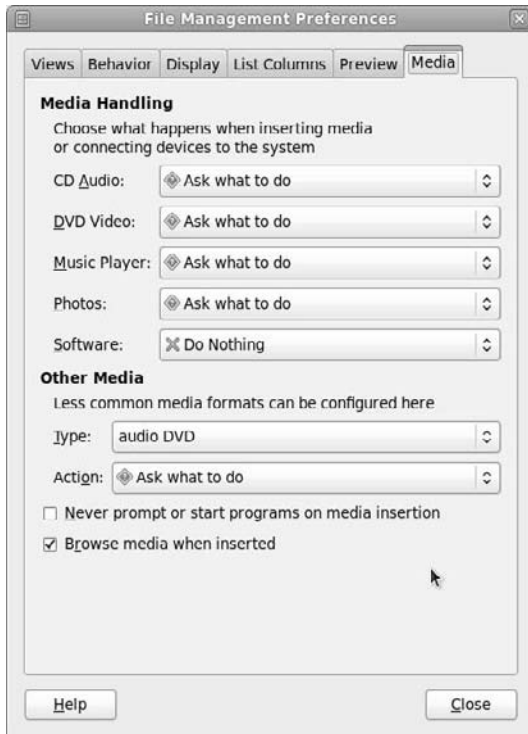 File Management Preferences
Views Behavior Display List Columns Preview Media
Media Handling
Choose what happens when inserting media
or connecting devices to the system
CD Audio: Ask what to do
DVD Video: Ask what to do
Music Player: Ask what to do
Photos: Ask what to do
Software: Do Nothing
Other Media
Less common media formats can be configured here
Type: audio DVD
Action: Ask what to do
Never prompt or start programs on media insertion
Browse media when inserted
Help Close